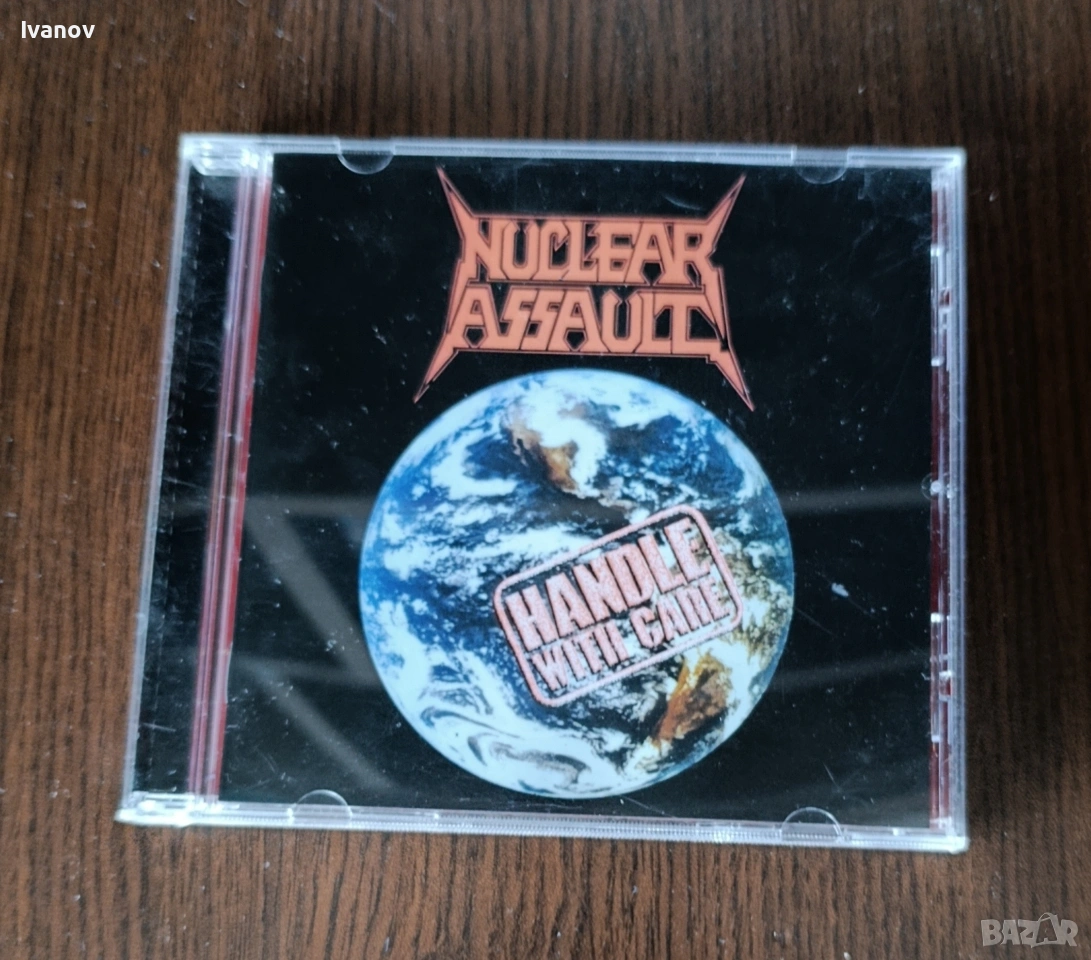 Ivanov
NUCLEAR
ASSAULT
HANDLE
WITH CARE
BAZAR